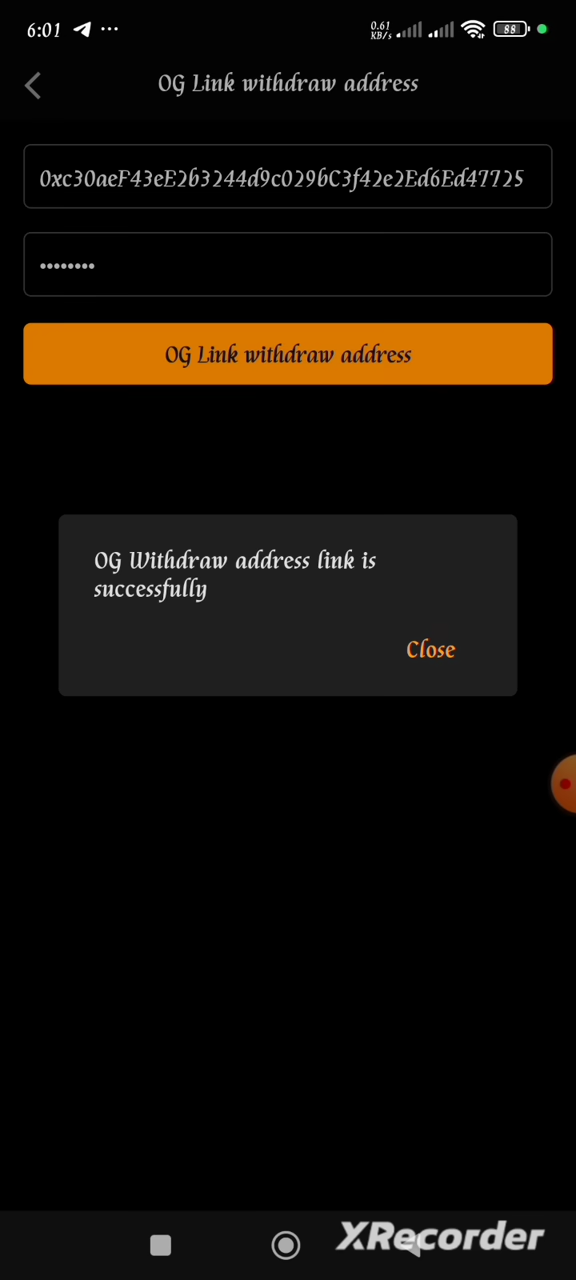 6:01
0.61
KB/s
88
OG Link withdraw address
0xc30aeF43eE2b3244d9c029bC3f42e2Ed6Ed47725
••••••••
OG Link withdraw address
OG Withdraw address link is
successfully
Close
XRecorder